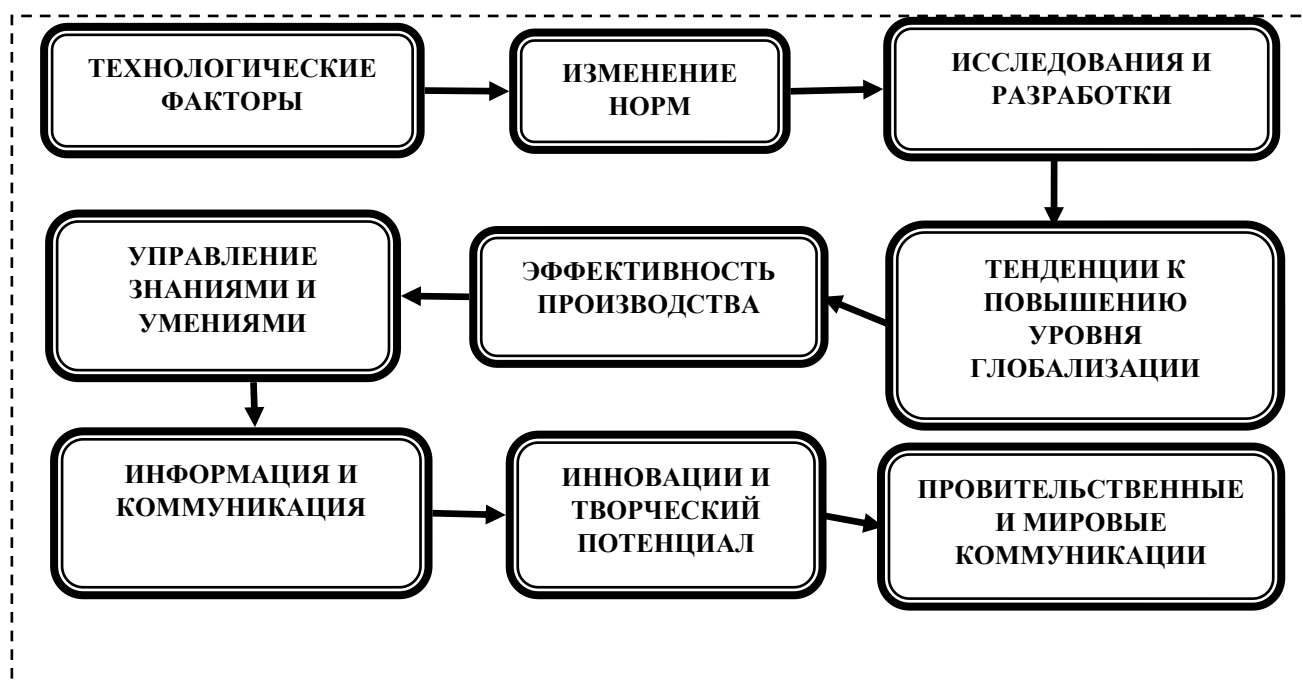 ТЕХНОЛОГИЧЕСКИЕ
ФАКТОРЫ
ИЗМЕНЕНИЕ
НОРМ
ИССЛЕДОВАНИЯ И
РАЗРАБОТКИ
ТЕНДЕНЦИИ К
ПОВЫШЕНИЮ
УРОВНЯ
ГЛОБАЛИЗАЦИИ
ЭФФЕКТИВНОСТЬ
ПРОИЗВОДСТВА
УПРАВЛЕНИЕ
ЗНАНИЯМИ И
УМЕНИЯМИ
ИНФОРМАЦИЯ И
КОММУНИКАЦИЯ
ИННОВАЦИИ И
ТВОРЧЕСКИЙ
ПОТЕНЦИАЛ
ПРОВИТЕЛЬСТВЕННЫЕ
И МИРОВЫЕ
КОММУНИКАЦИИ